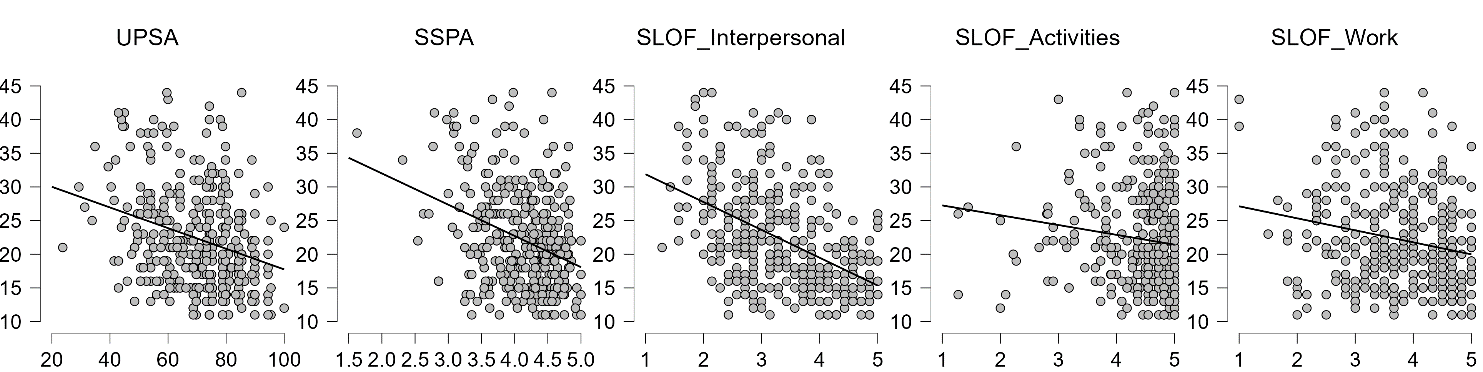 UPSA SSPA SLOF_Interpersonal SLOF_Activities SLOF_Work
45 45 45 45 45
40 40 40 40 40
35 35 35 35 35
30 30 30 30 30
25 25 25 25 25
20 20 20 20 20
15 15 15 15 15
10 10 10 10 10
20 40 60 80 100 1.5 2.0 2.5 3.0 3.5 4.0 4.5 5.0 1 2 3 4 5 1 2 3 4 5 1 2 3 4 5